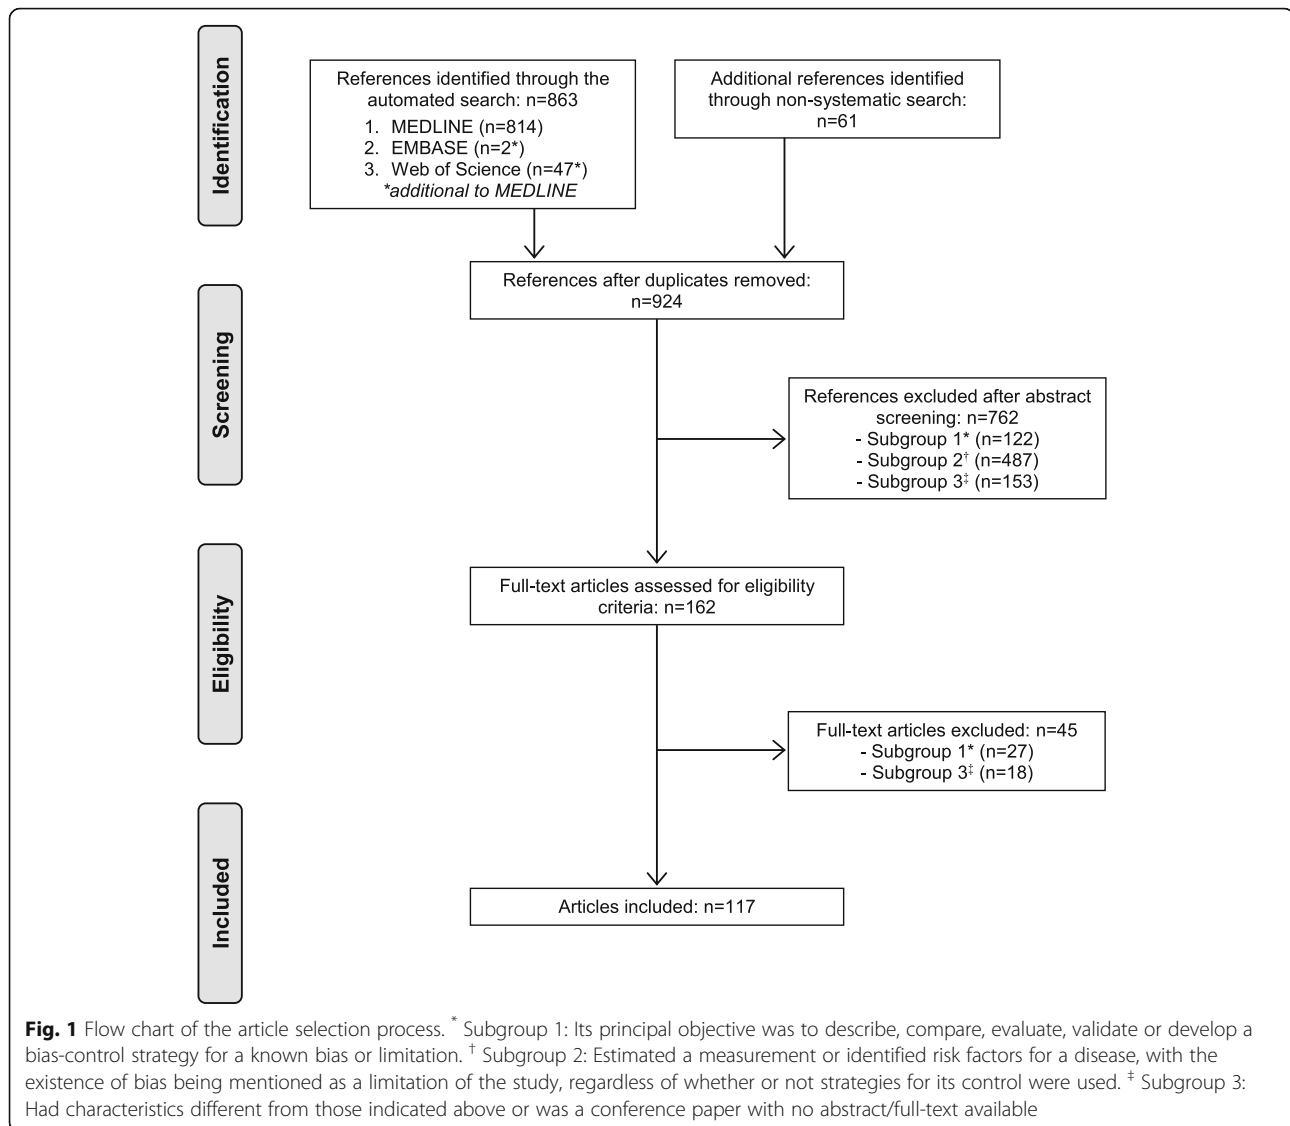 Identification
References identified through the
automated search: n=863
1. MEDLINE (n=814)
2. EMBASE (n=2*)
3. Web of Science (n=47*)
*additional to MEDLINE
Additional references identified
through non-systematic search:
n=61
Screening
References after duplicates removed:
n=924
References excluded after abstract
screening: n=762
- Subgroup 1* (n=122)
- Subgroup 2† (n=487)
- Subgroup 3‡ (n=153)
Eligibility
Full-text articles assessed for eligibility
criteria: n=162
Full-text articles excluded: n=45
- Subgroup 1* (n=27)
- Subgroup 3‡ (n=18)
Included
Articles included: n=117
Fig. 1 Flow chart of the article selection process. * Subgroup 1: Its principal objective was to describe, compare, evaluate, validate or develop a
bias-control strategy for a known bias or limitation. † Subgroup 2: Estimated a measurement or identified risk factors for a disease, with the
existence of bias being mentioned as a limitation of the study, regardless of whether or not strategies for its control were used. ‡ Subgroup 3:
Had characteristics different from those indicated above or was a conference paper with no abstract/full-text available